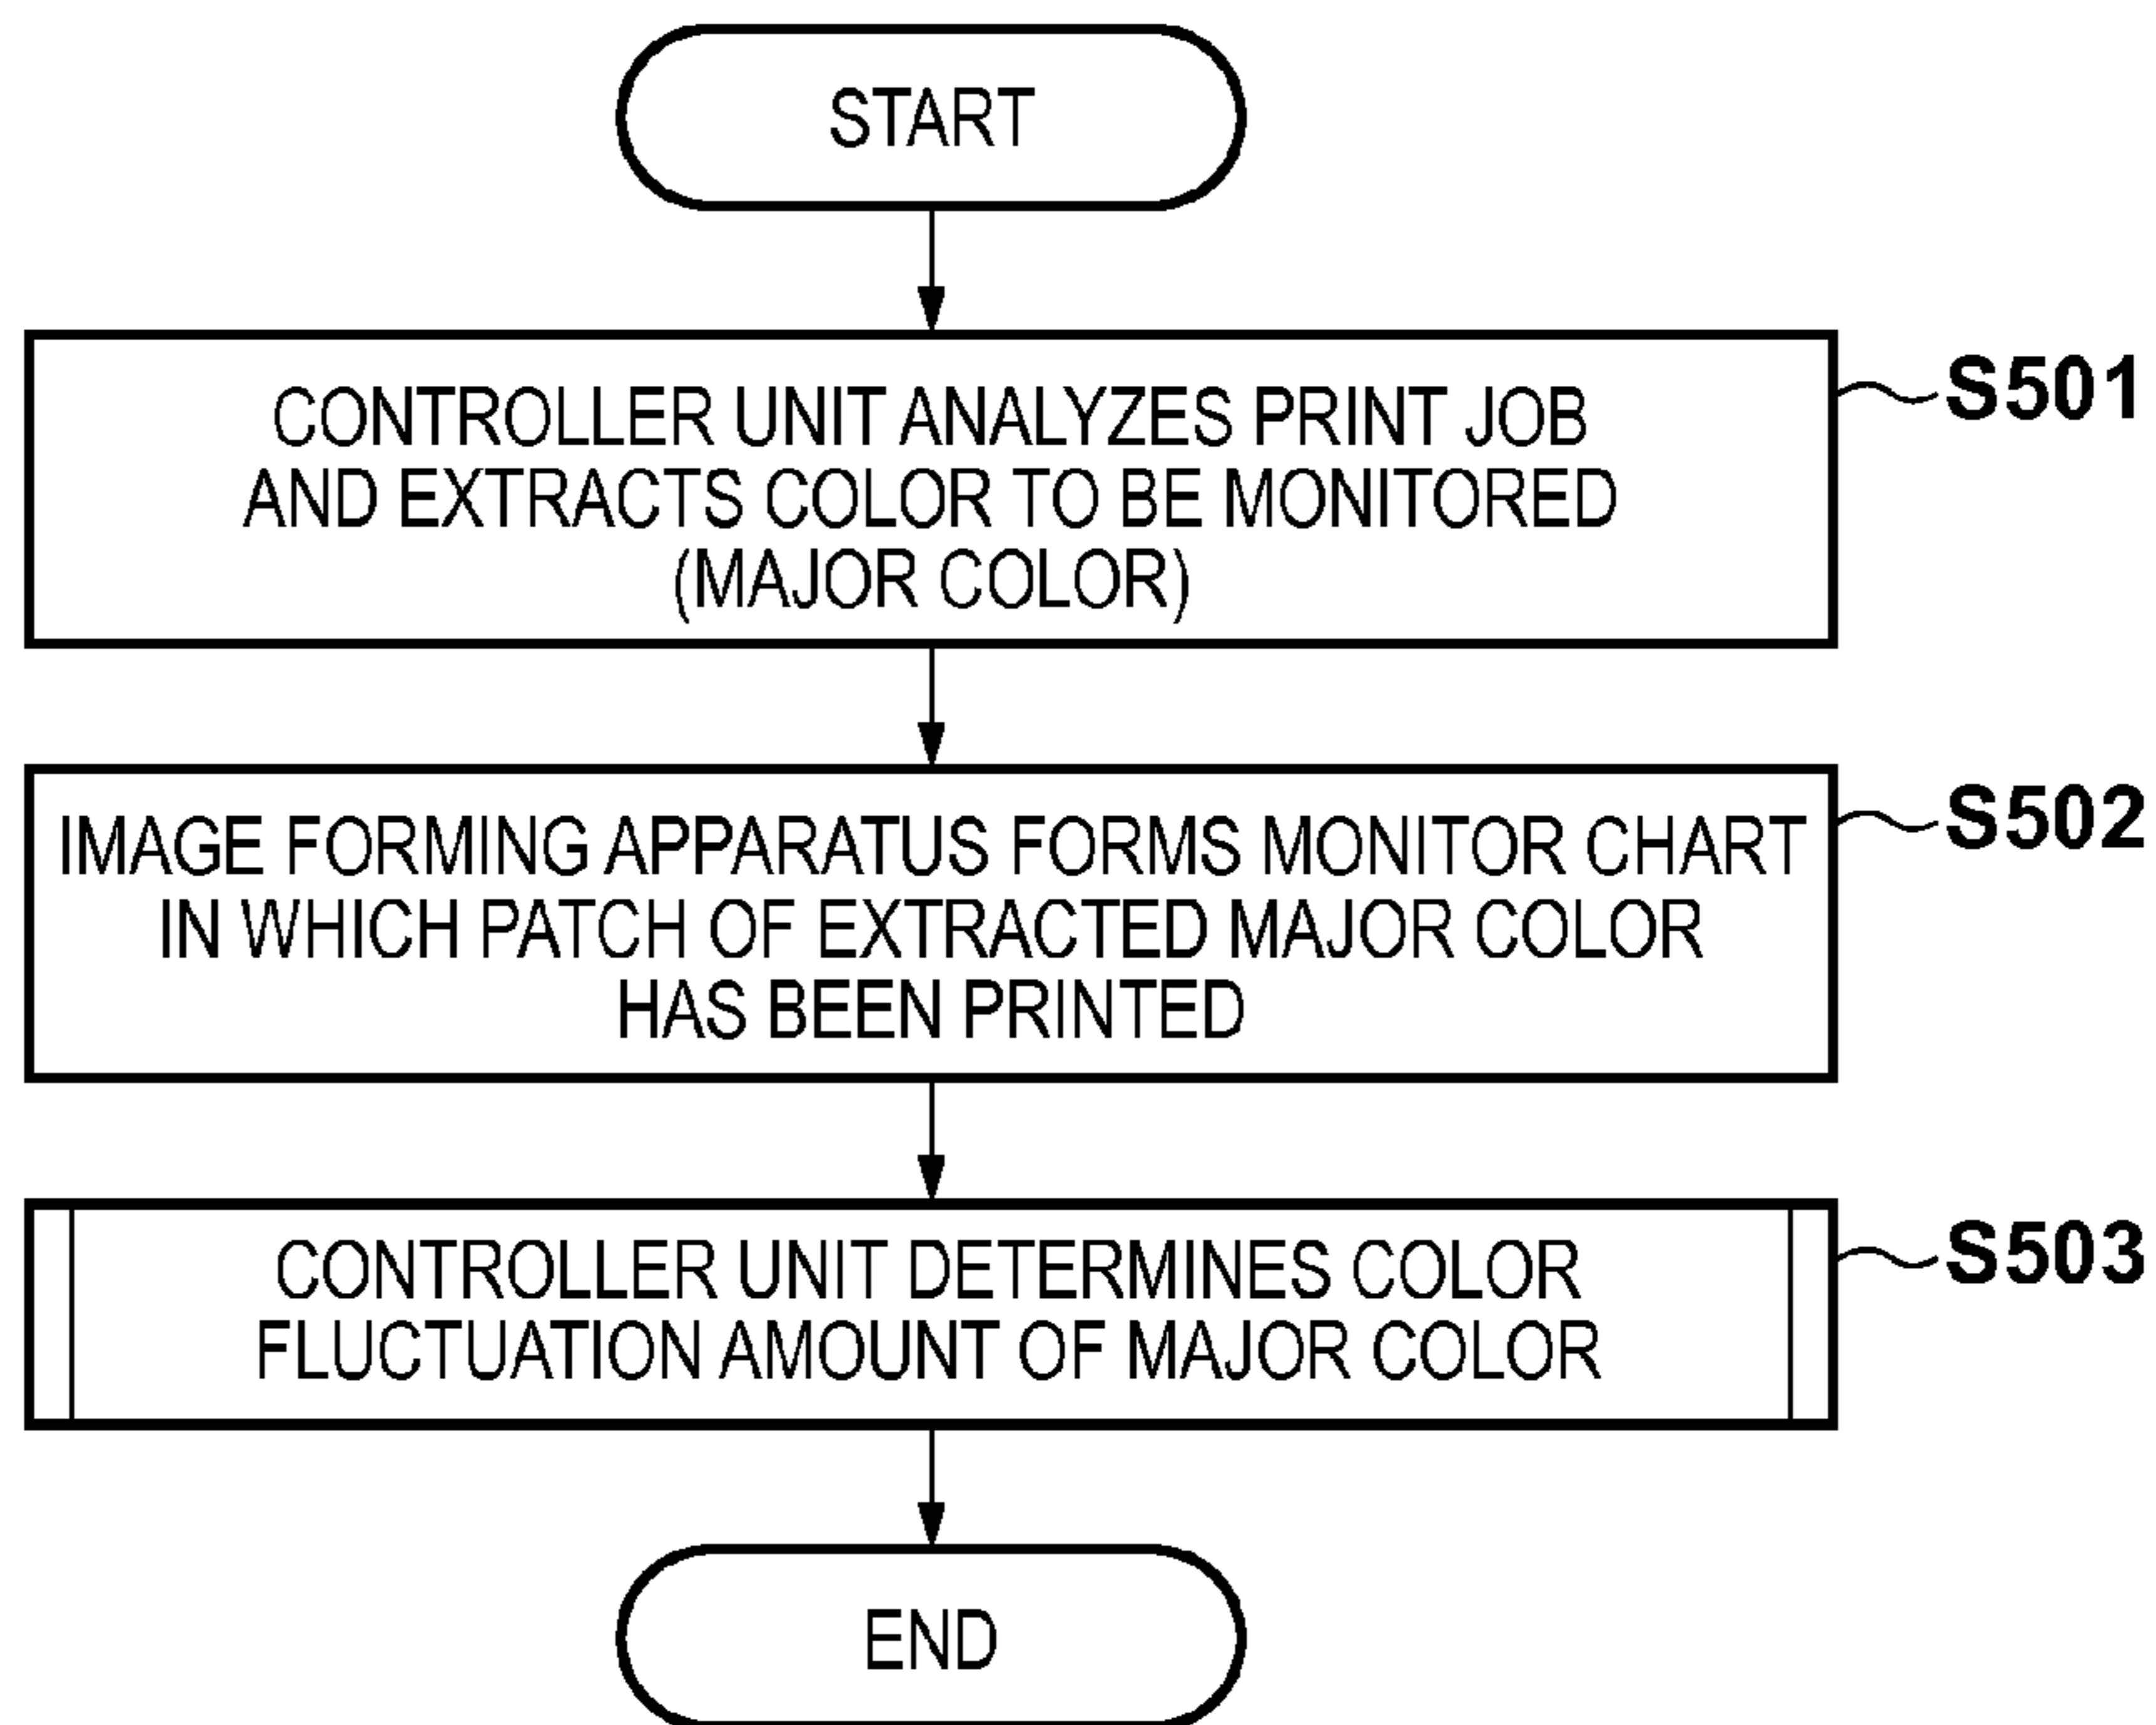 START
CONTROLLER UNIT ANALYZES PRINT JOB
AND EXTRACTS COLOR TO BE MONITORED
(MAJOR COLOR)
S501
IMAGE FORMING APPARATUS FORMS MONITOR CHART
IN WHICH PATCH OF EXTRACTED MAJOR COLOR
HAS BEEN PRINTED
S502
CONTROLLER UNIT DETERMINES COLOR
FLUCTUATION AMOUNT OF MAJOR COLOR
S503
END